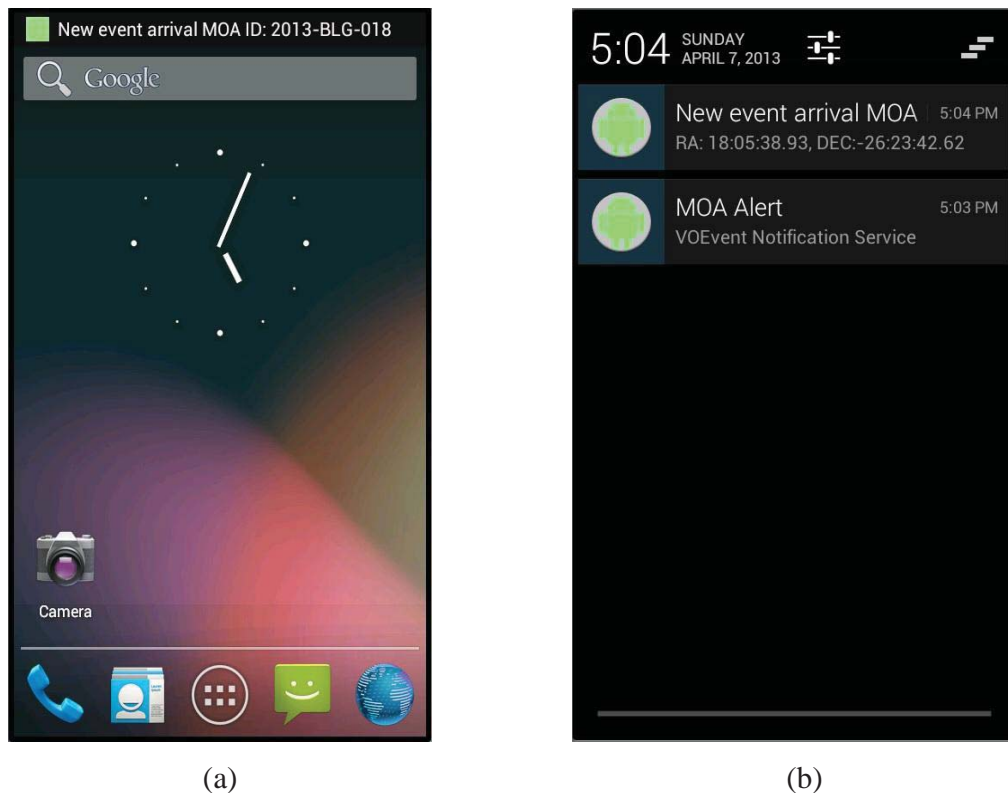 New event arrival MOA ID: 2013-BLG-018
Google
Camera
(a)
5:04 SUNDAY
APRIL 7, 2013
New event arrival MOA 5:04 PM
RA: 18:05:38.93, DEC:-26:23:42.62
MOA Alert 5:03 PM
VOEvent Notification Service
(b)